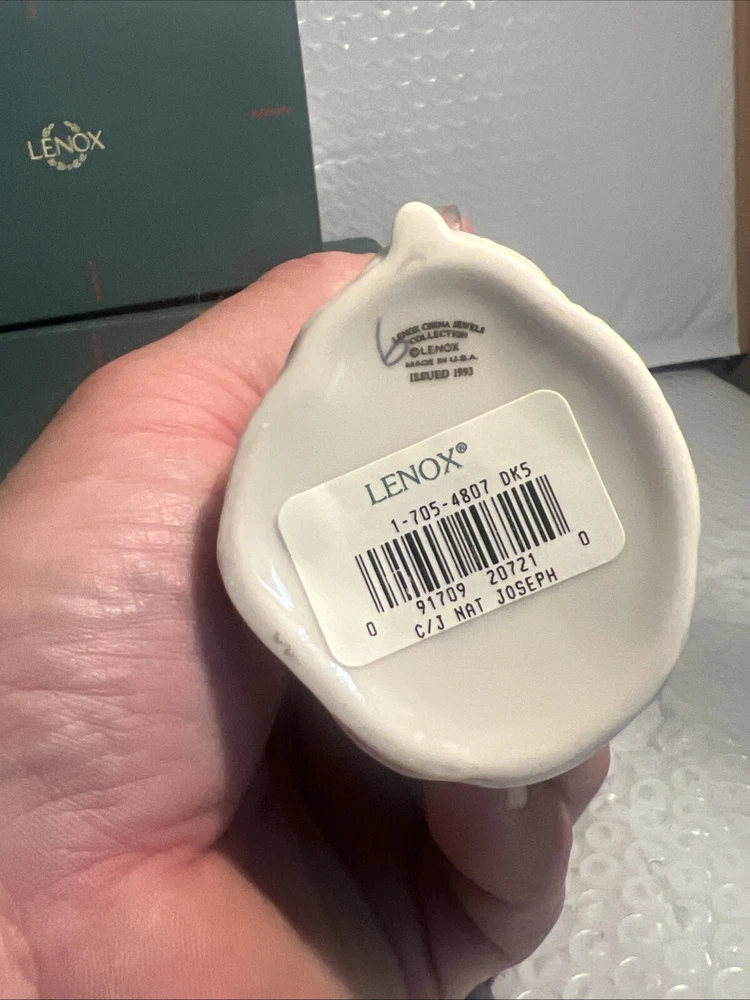 LENOX
LENOX CHINA JEWELS
COLLECTION
©LENOX
MADE IN U.S.A.
ISSUED 1993
LENOX®
1-705-4807 DK5
0 91709 20721 0
C/J NAT JOSEPH